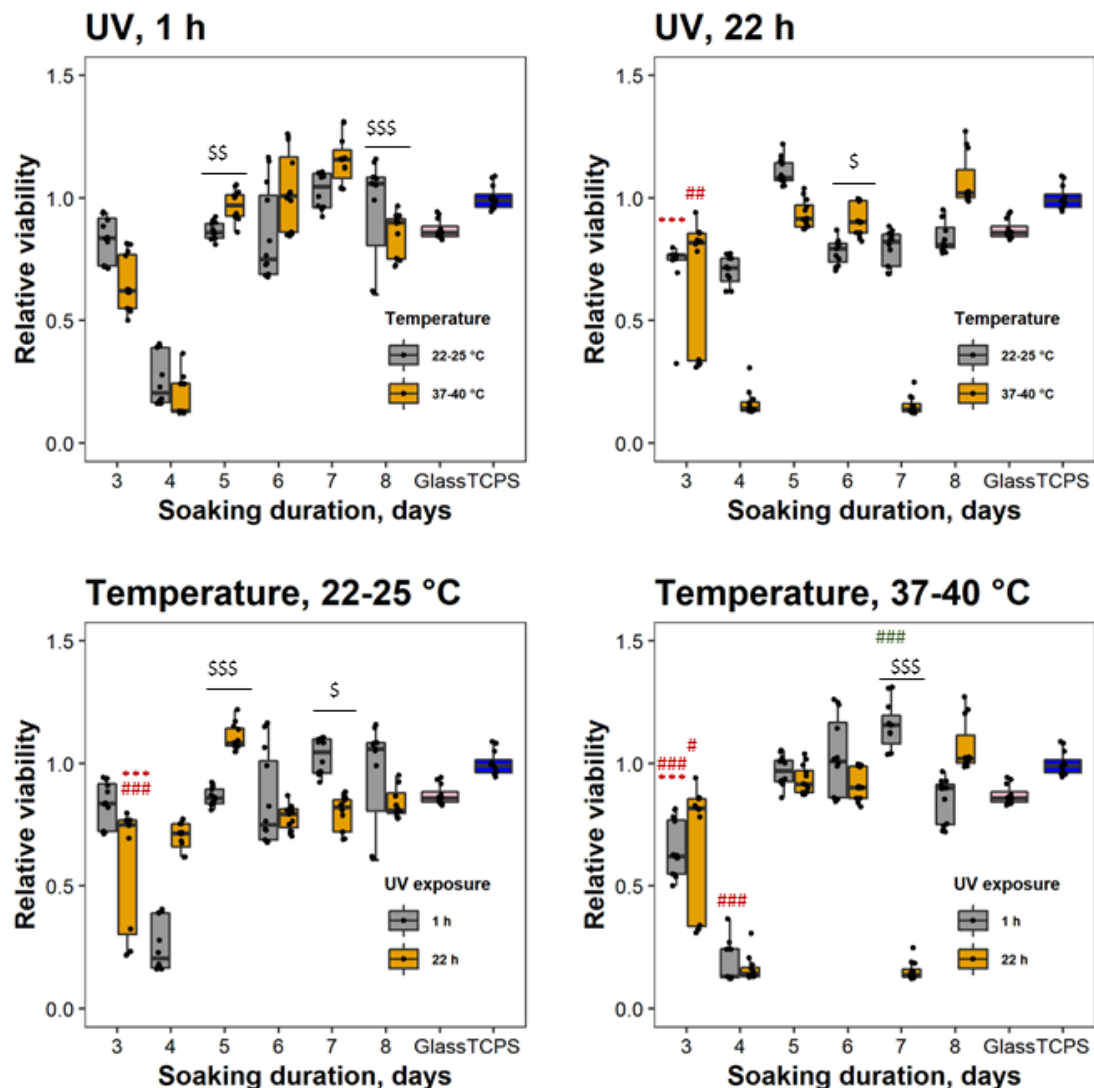 UV, 1 h
1.5
1.0
0.5
0.0
Relative viability
$$
$$$
Temperature
22-25 °C
37-40 °C
3 4 5 6 7 8 Glass TCPS
Soaking duration, days
UV, 22 h
1.5
1.0
0.5
0.0
Relative viability
***
##
$
Temperature
22-25 °C
37-40 °C
3 4 5 6 7 8 Glass TCPS
Soaking duration, days
Temperature, 22-25 °C
1.5
1.0
0.5
0.0
Relative viability
***
###
$$$
$
UV exposure
1 h
22 h
3 4 5 6 7 8 Glass TCPS
Soaking duration, days
Temperature, 37-40 °C
1.5
1.0
0.5
0.0
Relative viability
###
***
#
###
###
$$$
UV exposure
1 h
22 h
3 4 5 6 7 8 Glass TCPS
Soaking duration, days